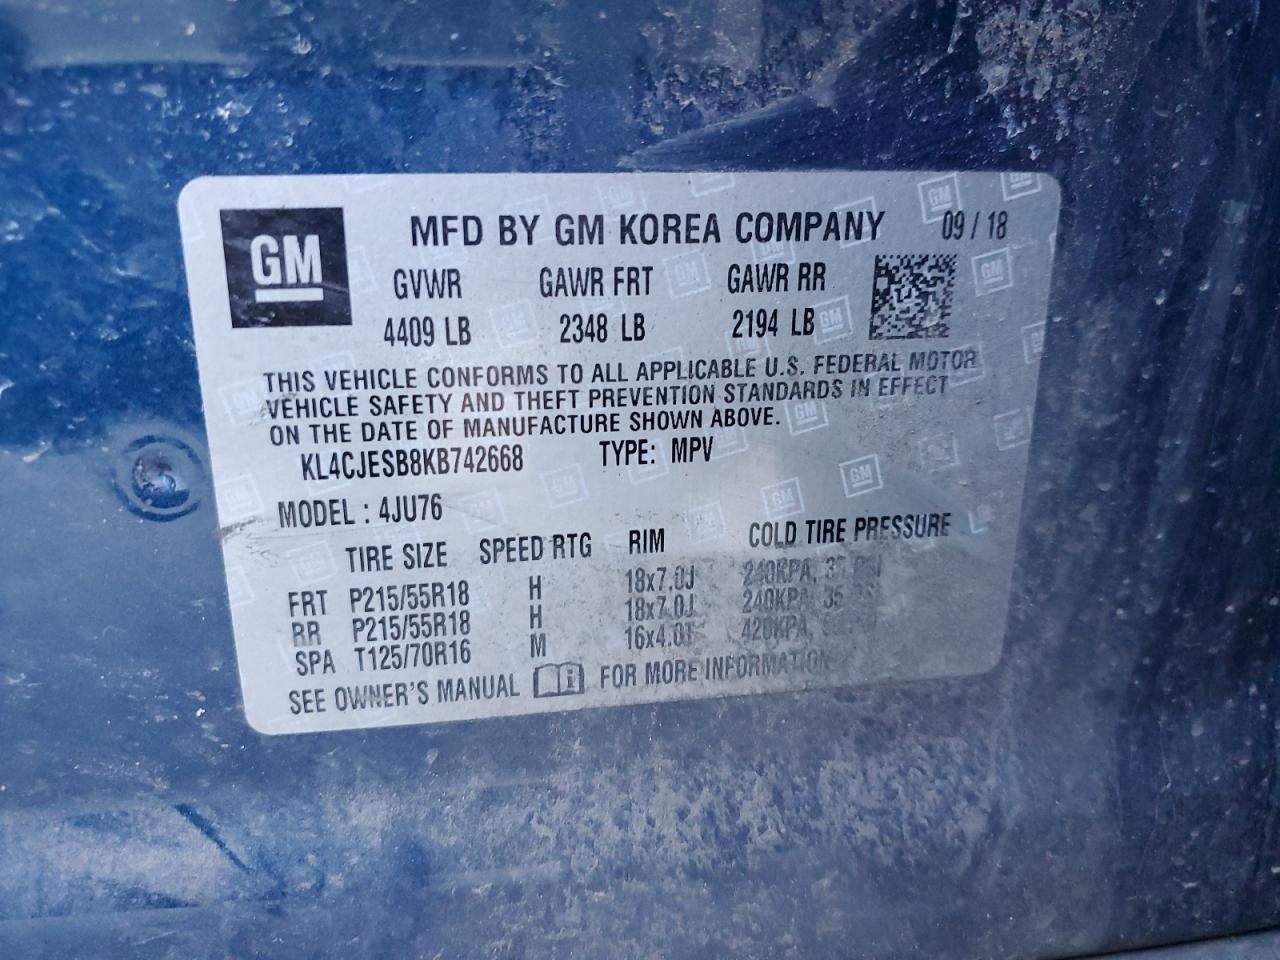 GM
MFD BY GM KOREA COMPANY 09 / 18
GVWR GAWR FRT GAWR RR
4409 LB 2348 LB 2194 LB
THIS VEHICLE CONFORMS TO ALL APPLICABLE U.S. FEDERAL MOTOR
VEHICLE SAFETY AND THEFT PREVENTION STANDARDS IN EFFECT
ON THE DATE OF MANUFACTURE SHOWN ABOVE.
KL4CJESB8KB742668 TYPE: MPV
MODEL : 4JU76
TIRE SIZE SPEED RTG RIM COLD TIRE PRESSURE
FRT P215/55R18 H 18x7.0J 240KPA,
RR P215/55R18 H 18x7.0J 240KPA, 35
SPA T125/70R16 M 16x4.0T 420KPA,
SEE OWNER'S MANUAL FOR MORE INFORMATION